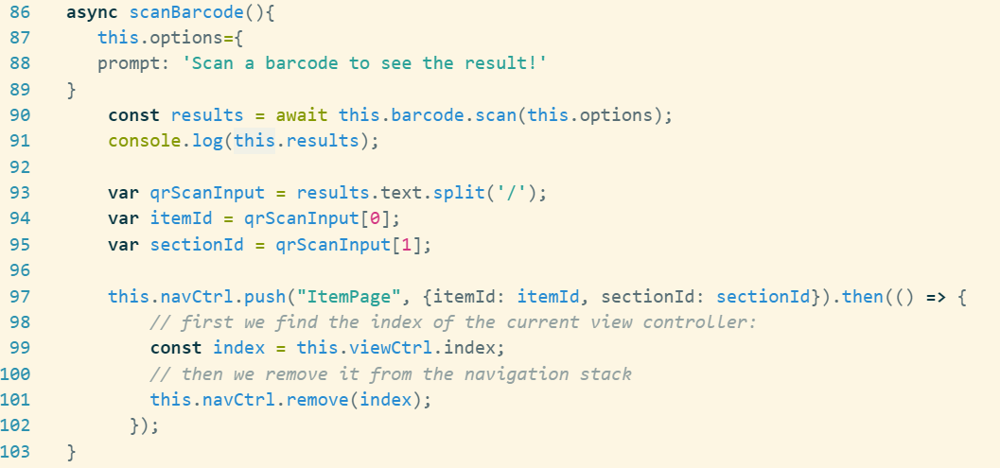 86 async scanBarcode(){
87 this.options={
88 prompt: 'Scan a barcode to see the result!'
89 }
90 const results = await this.barcode.scan(this.options);
91 console.log(this.results);
92
93 var qrScanInput = results.text.split('/');
94 var itemId = qrScanInput[0];
95 var sectionId = qrScanInput[1];
96
97 this.navCtrl.push("ItemPage", {itemId: itemId, sectionId: sectionId}).then(() => {
98 // first we find the index of the current view controller:
99 const index = this.viewCtrl.index;
100 // then we remove it from the navigation stack
101 this.navCtrl.remove(index);
102 });
103 }